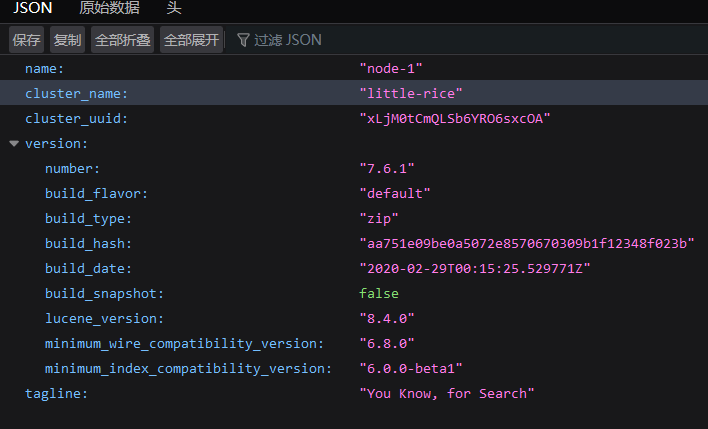 JSON 原始数据 头
保存 复制 全部折叠 全部展开 过滤 JSON
name: "node-1"
cluster_name: "little-rice"
cluster_uuid: "xLjM0tCmQLSb6YRO6sxcOA"
version:
number: "7.6.1"
build_flavor: "default"
build_type: "zip"
build_hash: "aa751e09be0a5072e8570670309b1f12348f023b"
build_date: "2020-02-29T00:15:25.529771Z"
build_snapshot: false
lucene_version: "8.4.0"
minimum_wire_compatibility_version: "6.8.0"
minimum_index_compatibility_version: "6.0.0-beta1"
tagline: "You Know, for Search"